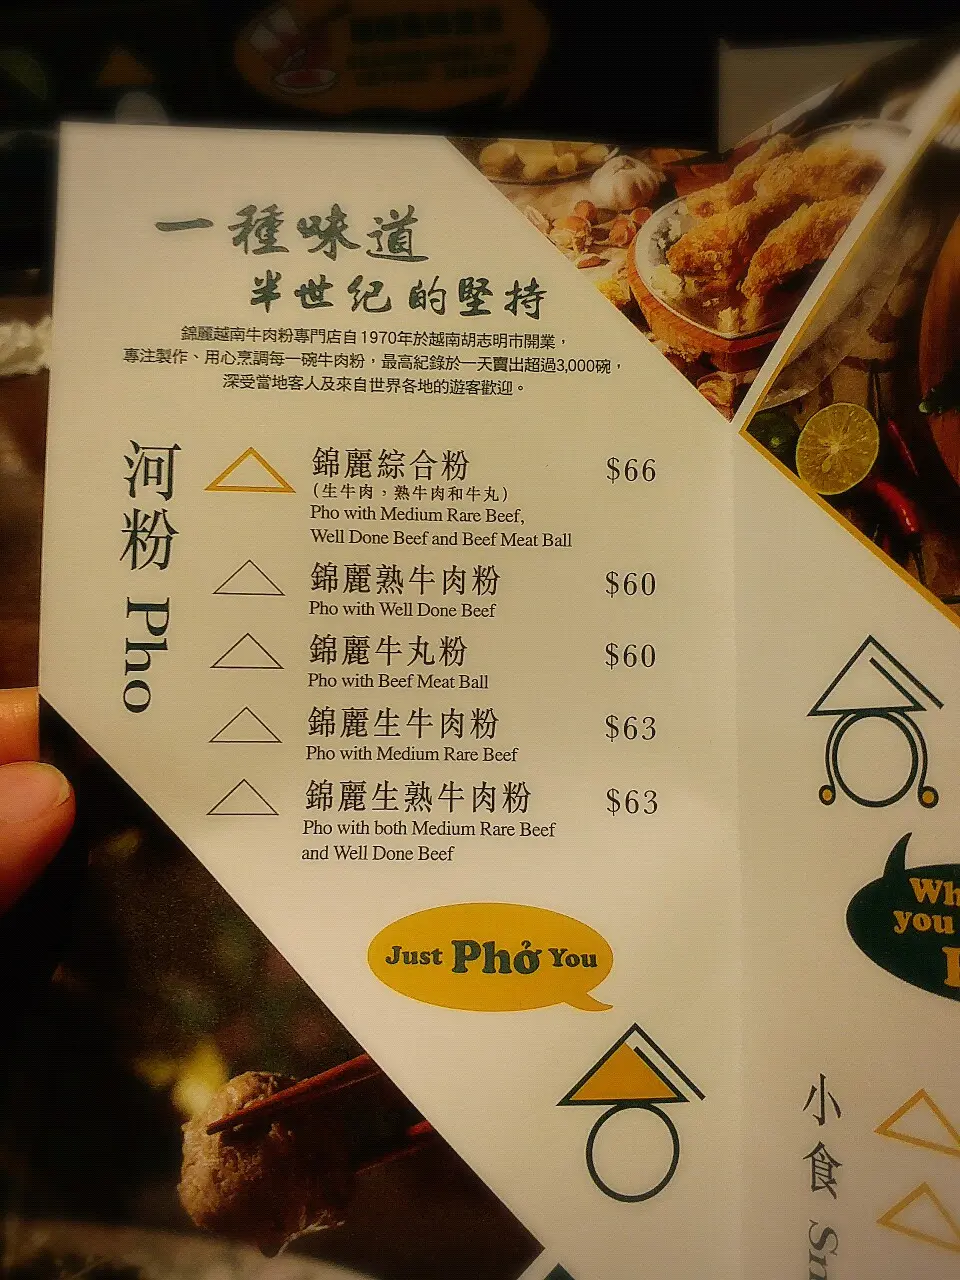 一種味道
半世紀的堅持
錦麗越南牛肉粉專門店自1970年於越南胡志明市開業，
專注製作、用心烹調每一碗牛肉粉，最高紀錄於一天賣出超過3,000碗，
深受當地客人及來自世界各地的遊客歡迎。
河粉 Pho
錦麗綜合粉 $66
(生牛肉，熟牛肉和牛丸)
Pho with Medium Rare Beef,
Well Done Beef and Beef Meat Ball
錦麗熟牛肉粉 $60
Pho with Well Done Beef
錦麗牛丸粉 $60
Pho with Beef Meat Ball
錦麗生牛肉粉 $63
Pho with Medium Rare Beef
錦麗生熟牛肉粉 $63
Pho with both Medium Rare Beef
and Well Done Beef
Just Phở You
Wh
you
小食 Sn